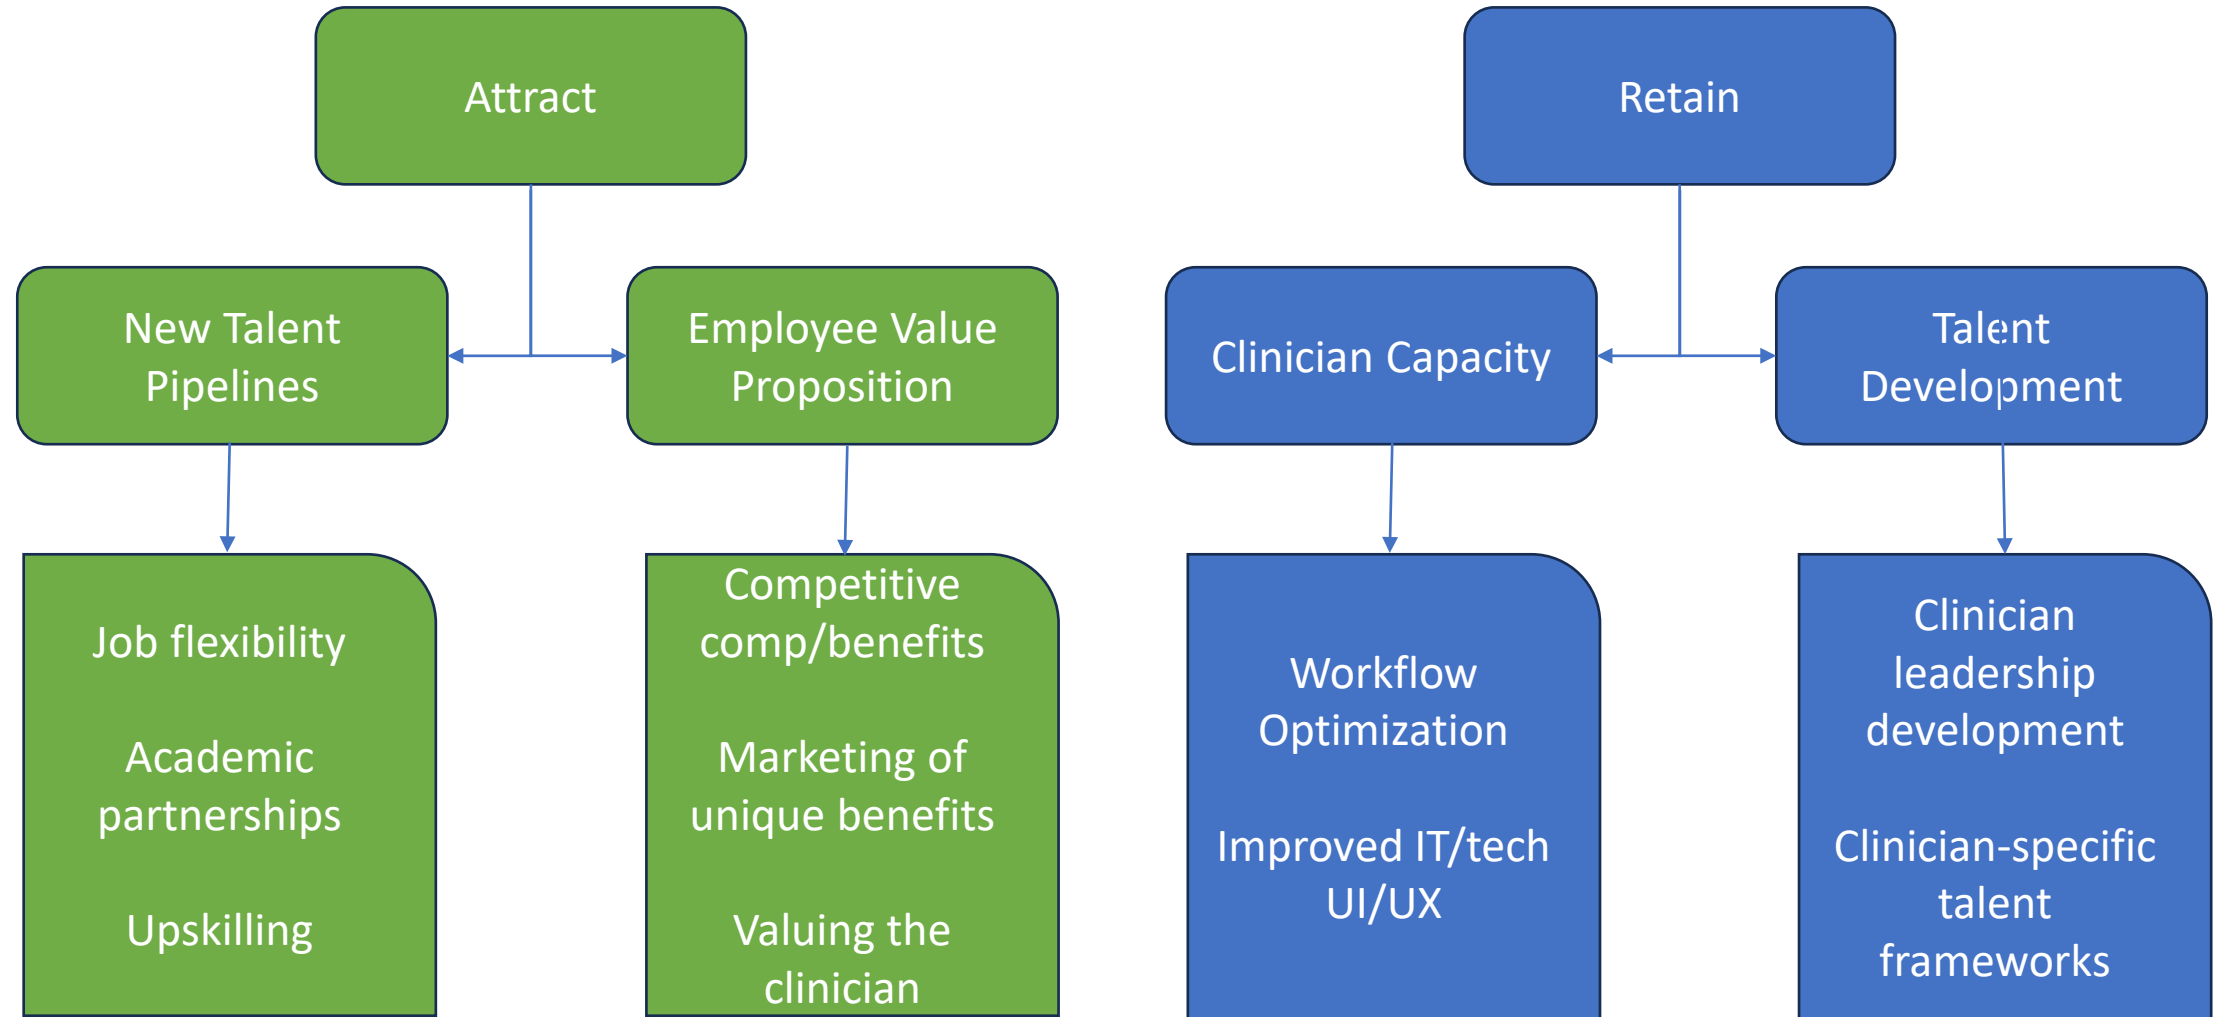 Attract
Retain
New Talent
Pipelines
Employee Value
Proposition
Clinician Capacity
Talent
Development
Job flexibility
Academic
partnerships
Upskilling
Competitive
comp/benefits
Marketing of
unique benefits
Valuing the
clinician
Workflow
Optimization
Improved IT/tech
UI/UX
Clinician
leadership
development
Clinician-specific
talent
frameworks